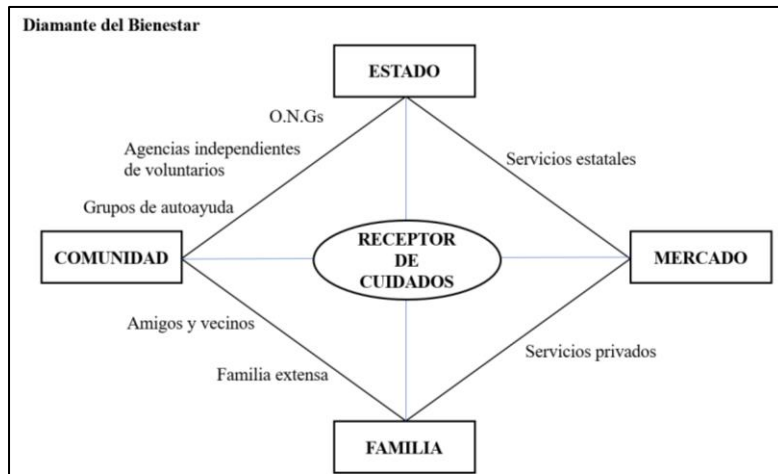 Diamante del Bienestar
ESTADO
O.N.Gs
Agencias independientes
de voluntarios
Servicios estatales
Grupos de autoayuda
COMUNIDAD
RECEPTOR
DE
CUIDADOS
MERCADO
Amigos y vecinos
Servicios privados
Familia extensa
FAMILIA